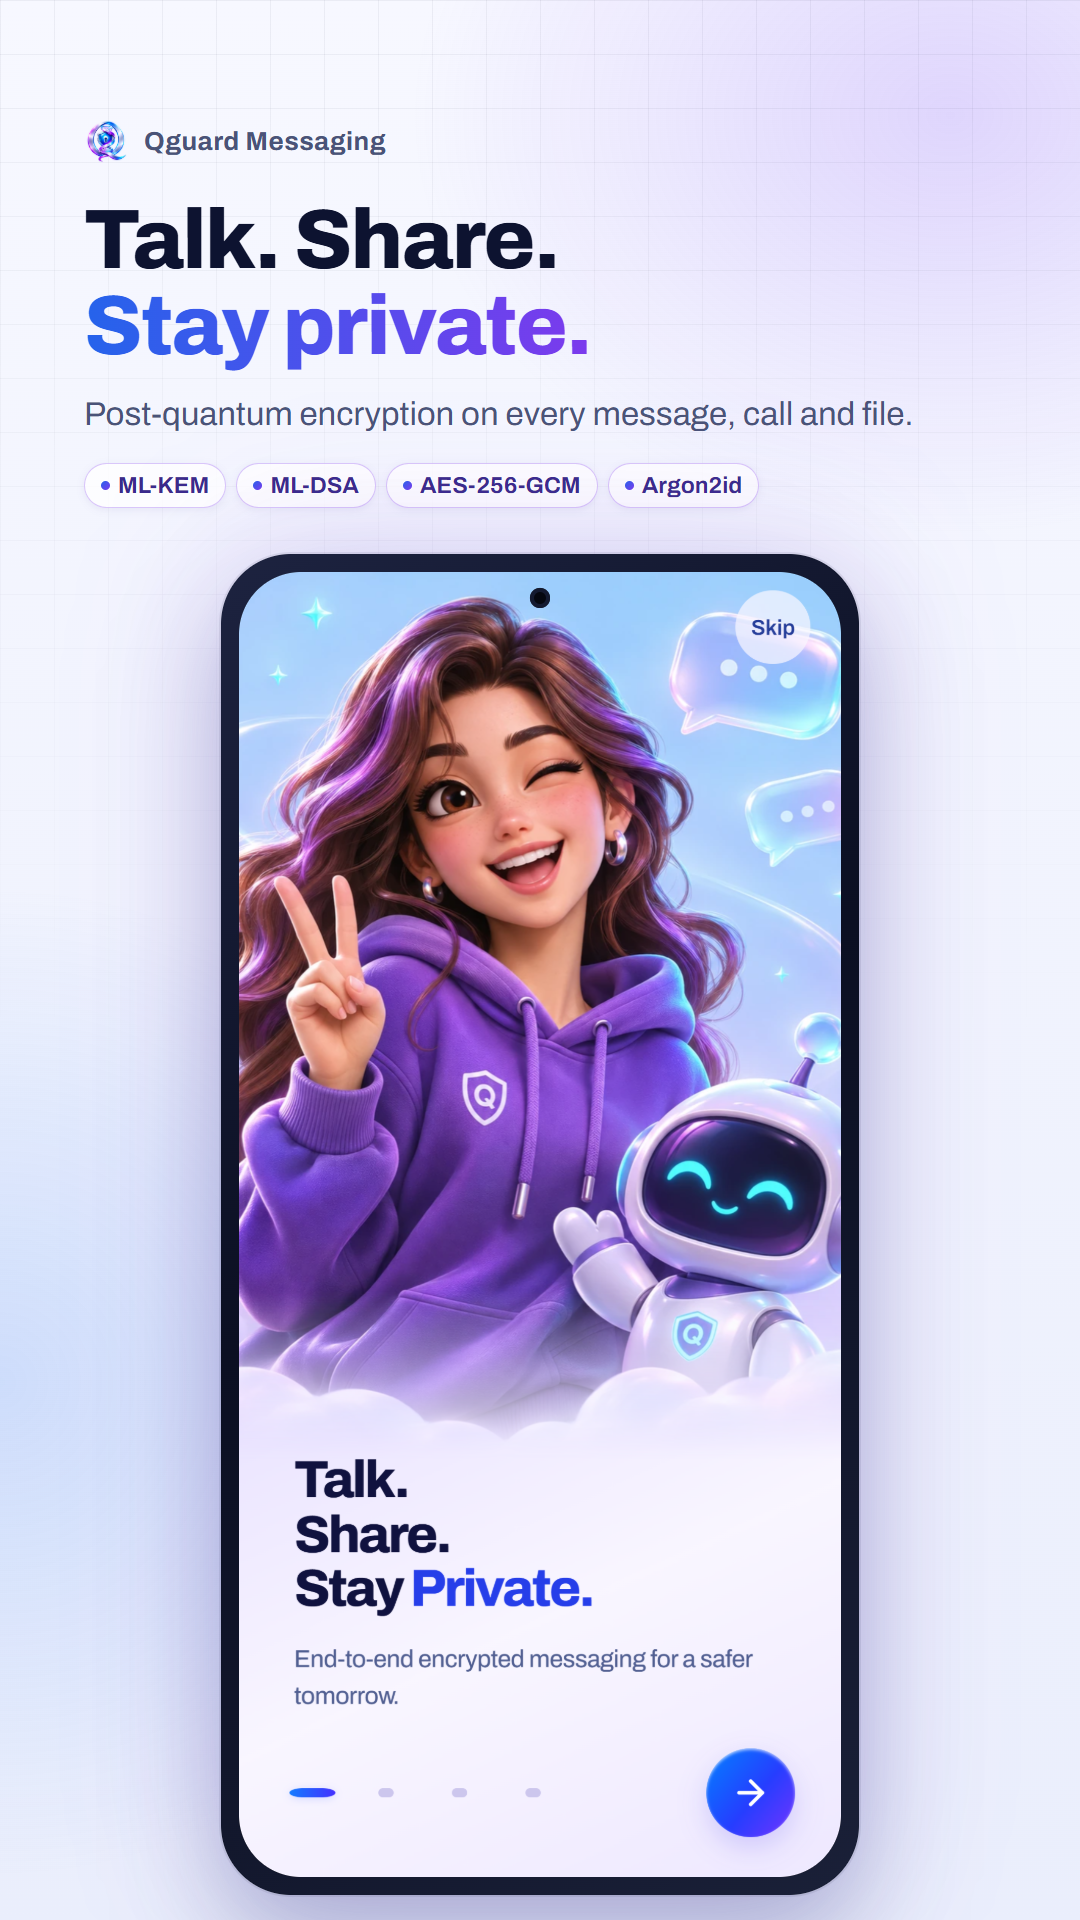 Qguard Messaging
Talk. Share.
Stay private.
Post-quantum encryption on every message, call and file.
ML-KEM
ML-DSA
AES-256-GCM
Argon2id
Skip
Q
Q
Talk.
Share.
Stay Private.
End-to-end encrypted messaging for a safer
tomorrow.